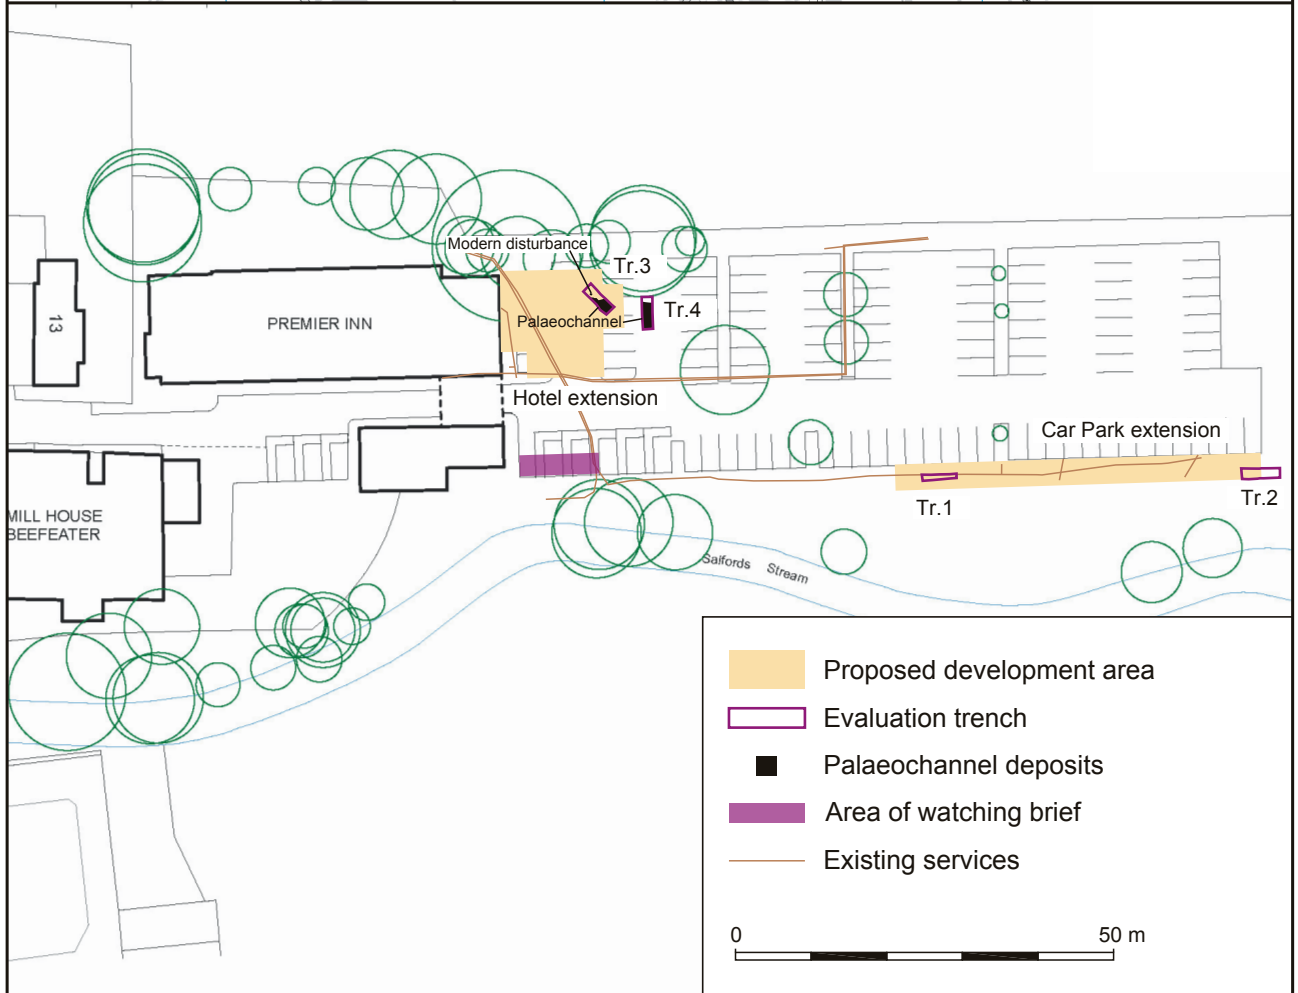 Modern disturbance
Tr.3
13
PREMIER INN
Palaeochannel
Tr.4
Hotel extension
Car Park extension
MILL HOUSE
BEEFEATER
Tr.1
Tr.2
Salfords Stream
Proposed development area
Evaluation trench
Palaeochannel deposits
Area of watching brief
Existing services
0 50 m